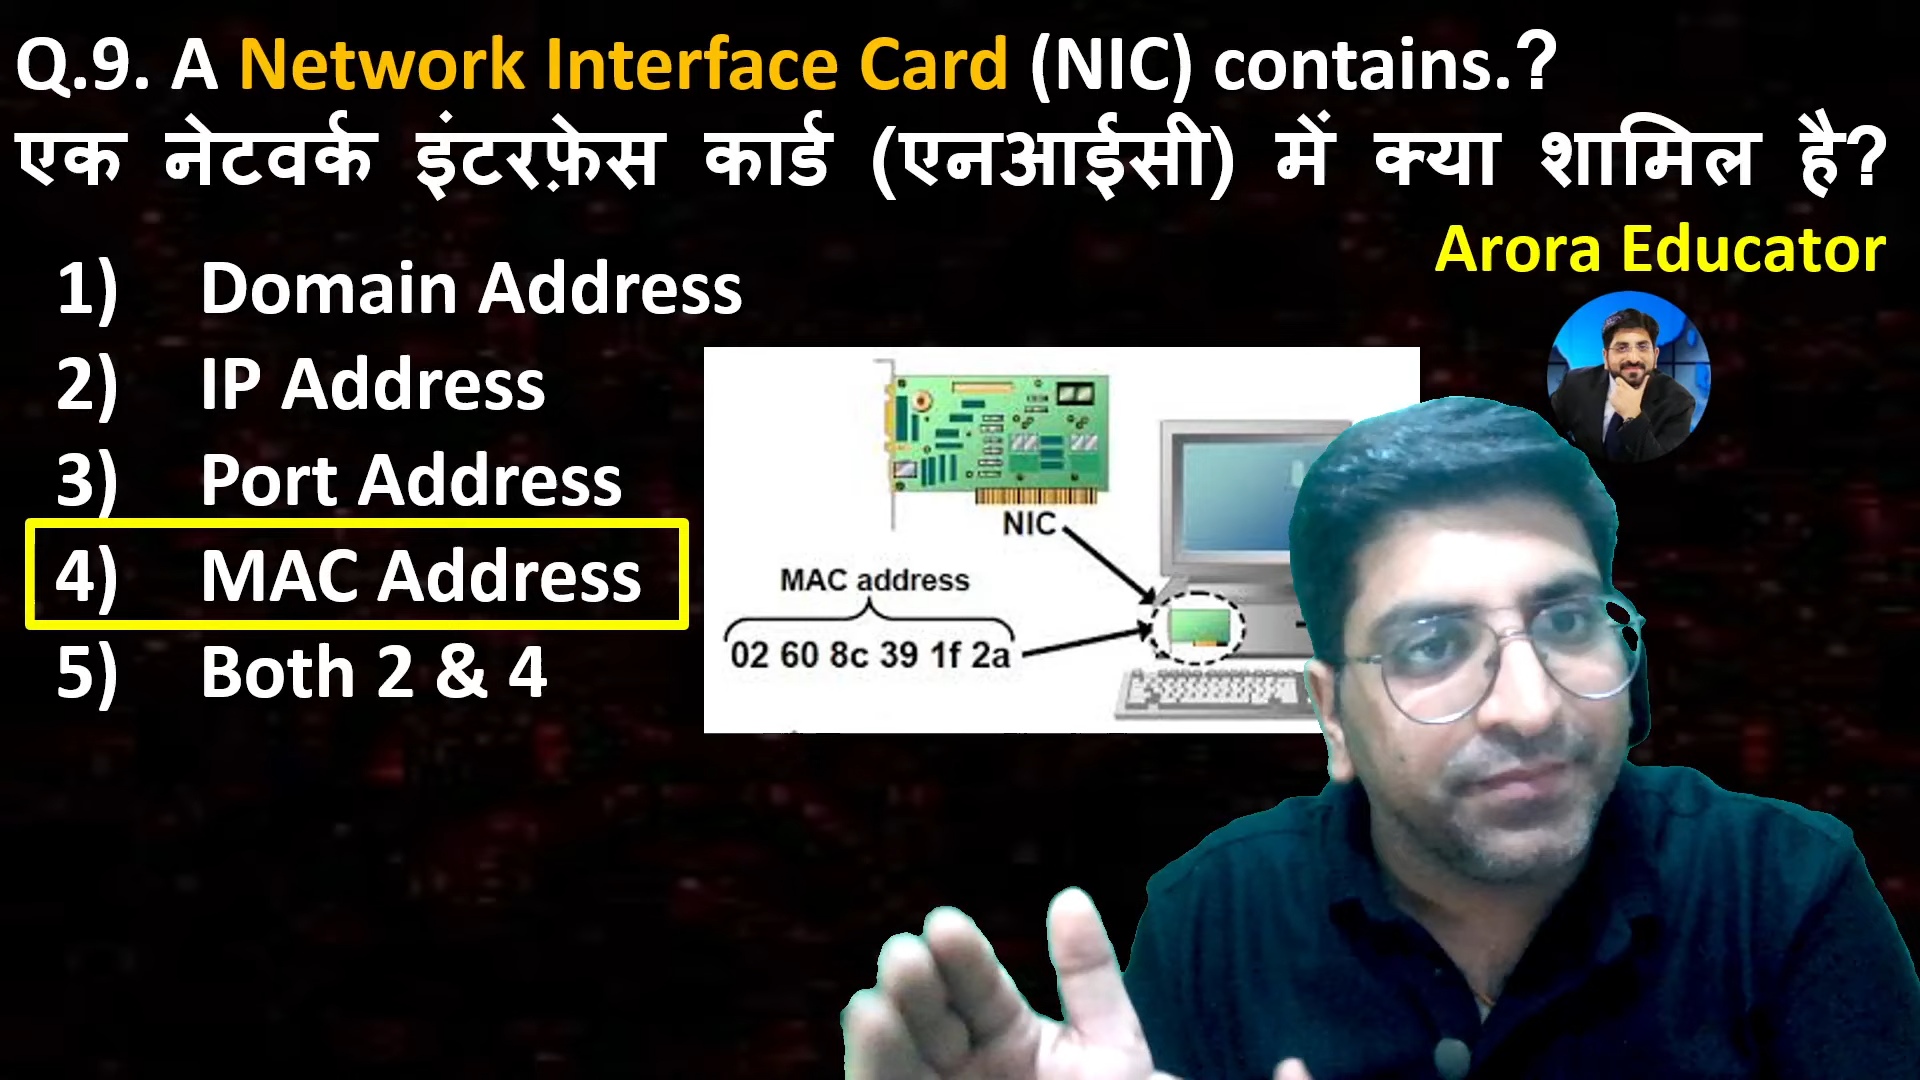 Q.9. A Network Interface Card (NIC) contains.?
एक नेटवर्क इंटरफ़ेस कार्ड (एनआईसी) में क्या शामिल है?
Arora Educator
1) Domain Address
2) IP Address
3) Port Address
4) MAC Address
5) Both 2 & 4
NIC
MAC address
02 60 8c 39 1f 2a